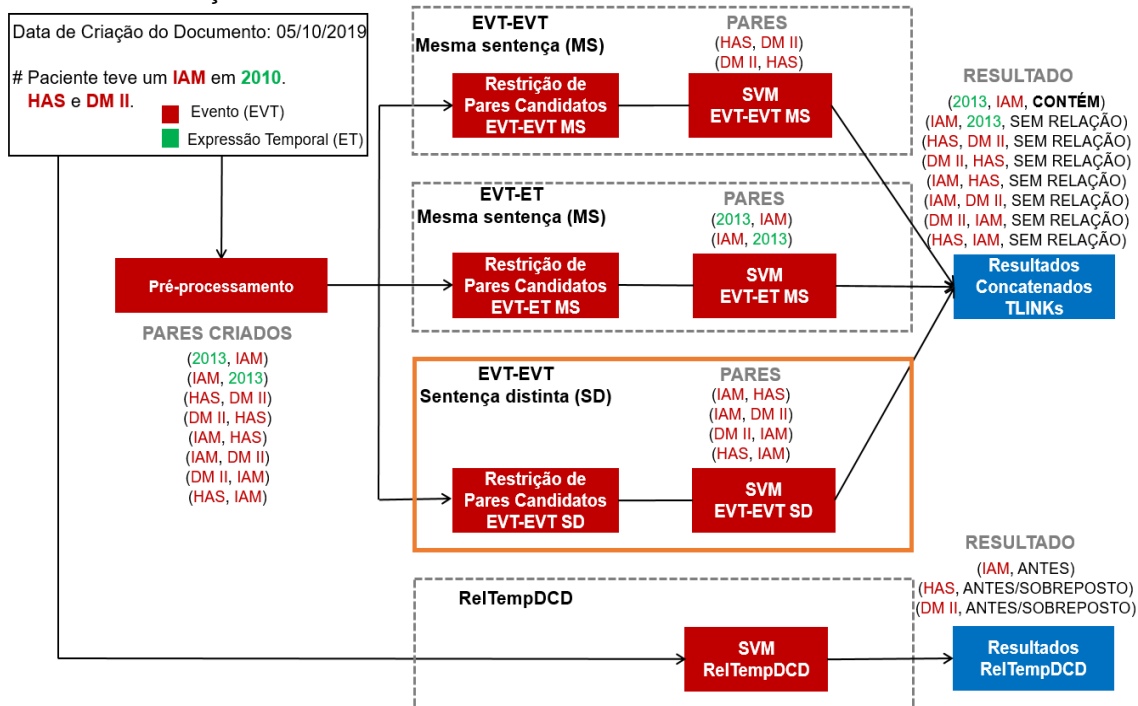 Data de Criação do Documento: 05/10/2019
# Paciente teve um IAM em 2010.
HAS e DM II.
Evento (EVT)
Expressão Temporal (ET)
Pré-processamento
PARES CRIADOS
(2013, IAM)
(IAM, 2013)
(HAS, DM II)
(DM II, HAS)
(IAM, HAS)
(IAM, DM II)
(DM II, IAM)
(HAS, IAM)
EVT-EVT
Mesma sentença (MS)
PARES
(HAS, DM II)
(DM II, HAS)
Restrição de
Pares Candidatos
EVT-EVT MS
SVM
EVT-EVT MS
EVT-ET
Mesma sentença (MS)
PARES
(2013, IAM)
(IAM, 2013)
Restrição de
Pares Candidatos
EVT-ET MS
SVM
EVT-ET MS
EVT-EVT
Sentença distinta (SD)
PARES
(IAM, HAS)
(IAM, DM II)
(DM II, IAM)
(HAS, IAM)
Restrição de
Pares Candidatos
EVT-EVT SD
SVM
EVT-EVT SD
RelTempDCD
SVM
RelTempDCD
RESULTADO
(2013, IAM, CONTÉM)
(IAM, 2013, SEM RELAÇÃO)
(HAS, DM II, SEM RELAÇÃO)
(DM II, HAS, SEM RELAÇÃO)
(IAM, HAS, SEM RELAÇÃO)
(IAM, DM II, SEM RELAÇÃO)
(DM II, IAM, SEM RELAÇÃO)
(HAS, IAM, SEM RELAÇÃO)
Resultados
Concatenados
TLINKs
RESULTADO
(IAM, ANTES)
(HAS, ANTES/SOBREPOSTO)
(DM II, ANTES/SOBREPOSTO)
Resultados
RelTempDCD